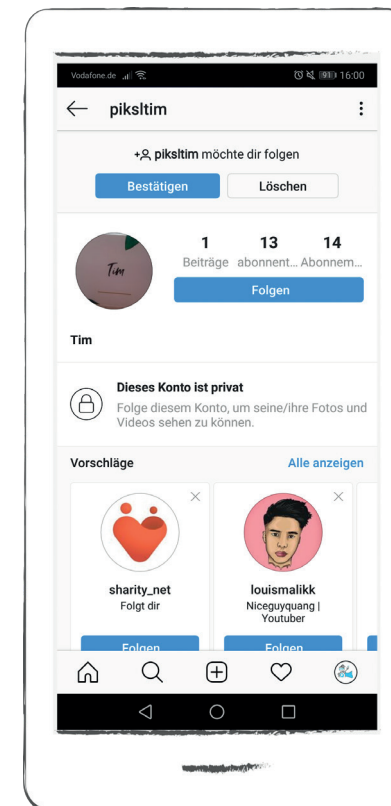 Vodafone.de 91 16:00
piksltim
piksltim möchte dir folgen
Bestätigen Löschen
Tim
1 13 14
Beiträge abonnent... Abonnem...
Folgen
Tim
Dieses Konto ist privat
Folge diesem Konto, um seine/ihre Fotos und
Videos sehen zu können.
Vorschläge Alle anzeigen
sharity_net
Folgt dir
Folgen
louismalikk
Niceguyquang |
Youtuber
Folgen